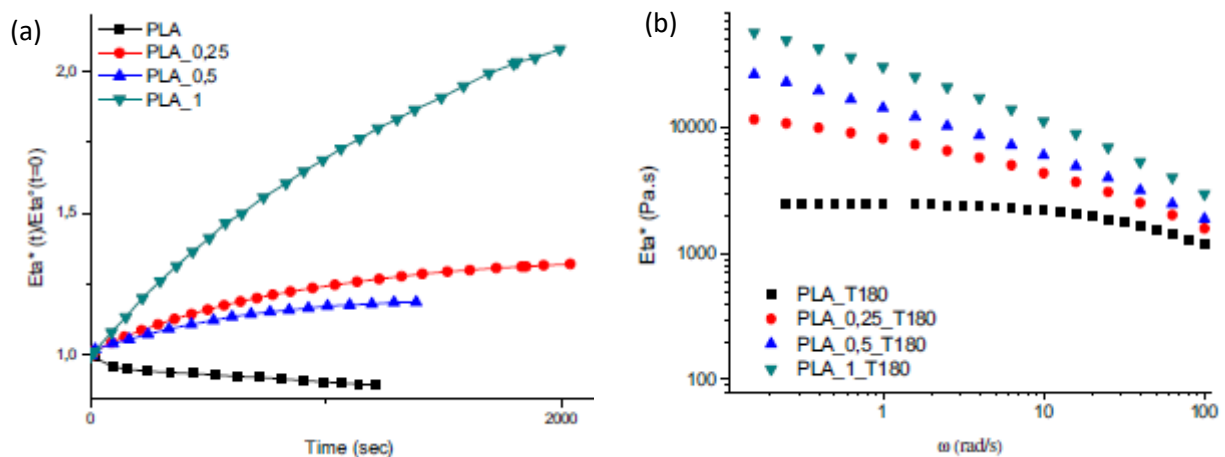 (a)
PLA
PLA_0,25
PLA_0,5
PLA_1
Eta* (t)/Eta*(t=0)
2,0
1,5
1,0
0
2000
Time (sec)
(b)
Eta* (Pa.s)
10000
1000
100
PLA_T180
PLA_0,25_T180
PLA_0,5_T180
PLA_1_T180
1
10
100
ω (rad/s)